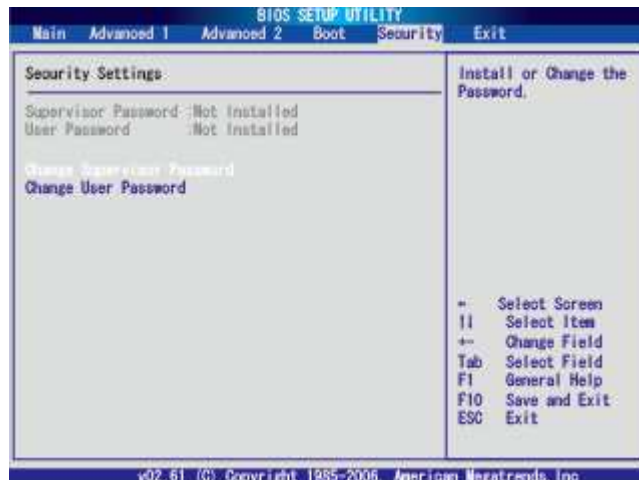 BIOS SETUP UTILITY
Main Advanced 1 Advanced 2 Boot Security Exit
Security Settings
Supervisor Password :Not Installed
User Password :Not Installed
Change Supervisor Password
Change User Password
Install or Change the
Password.
Select Screen
↑↓ Select Item
+- Change Field
Tab Select Field
F1 General Help
F10 Save and Exit
ESC Exit
v02.61 (C) Copyright 1985-2006, American Megatrends Inc